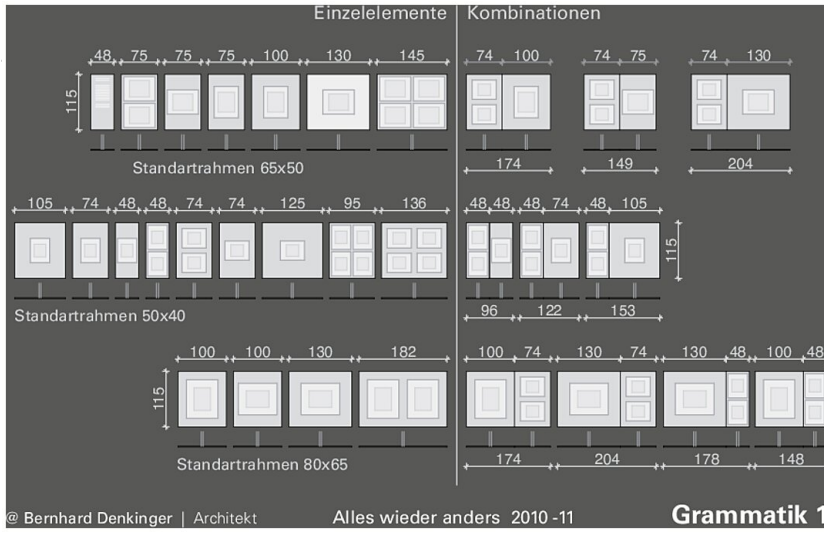 Einzelelemente Kombinationen
48 75 75 75 100 130 145 74 100 74 75 74 130
115
174 149 204
Standartrahmen 65x50
105 74 48 48 74 74 125 95 136 48 48 48 74 48 105
115
96 122 153
Standartrahmen 50x40
100 100 130 182 100 74 130 74 130 48 100 48
115
174 204 178 148
Standartrahmen 80x65
@ Bernhard Denkinger | Architekt Alles wieder anders 2010 -11 Grammatik 1